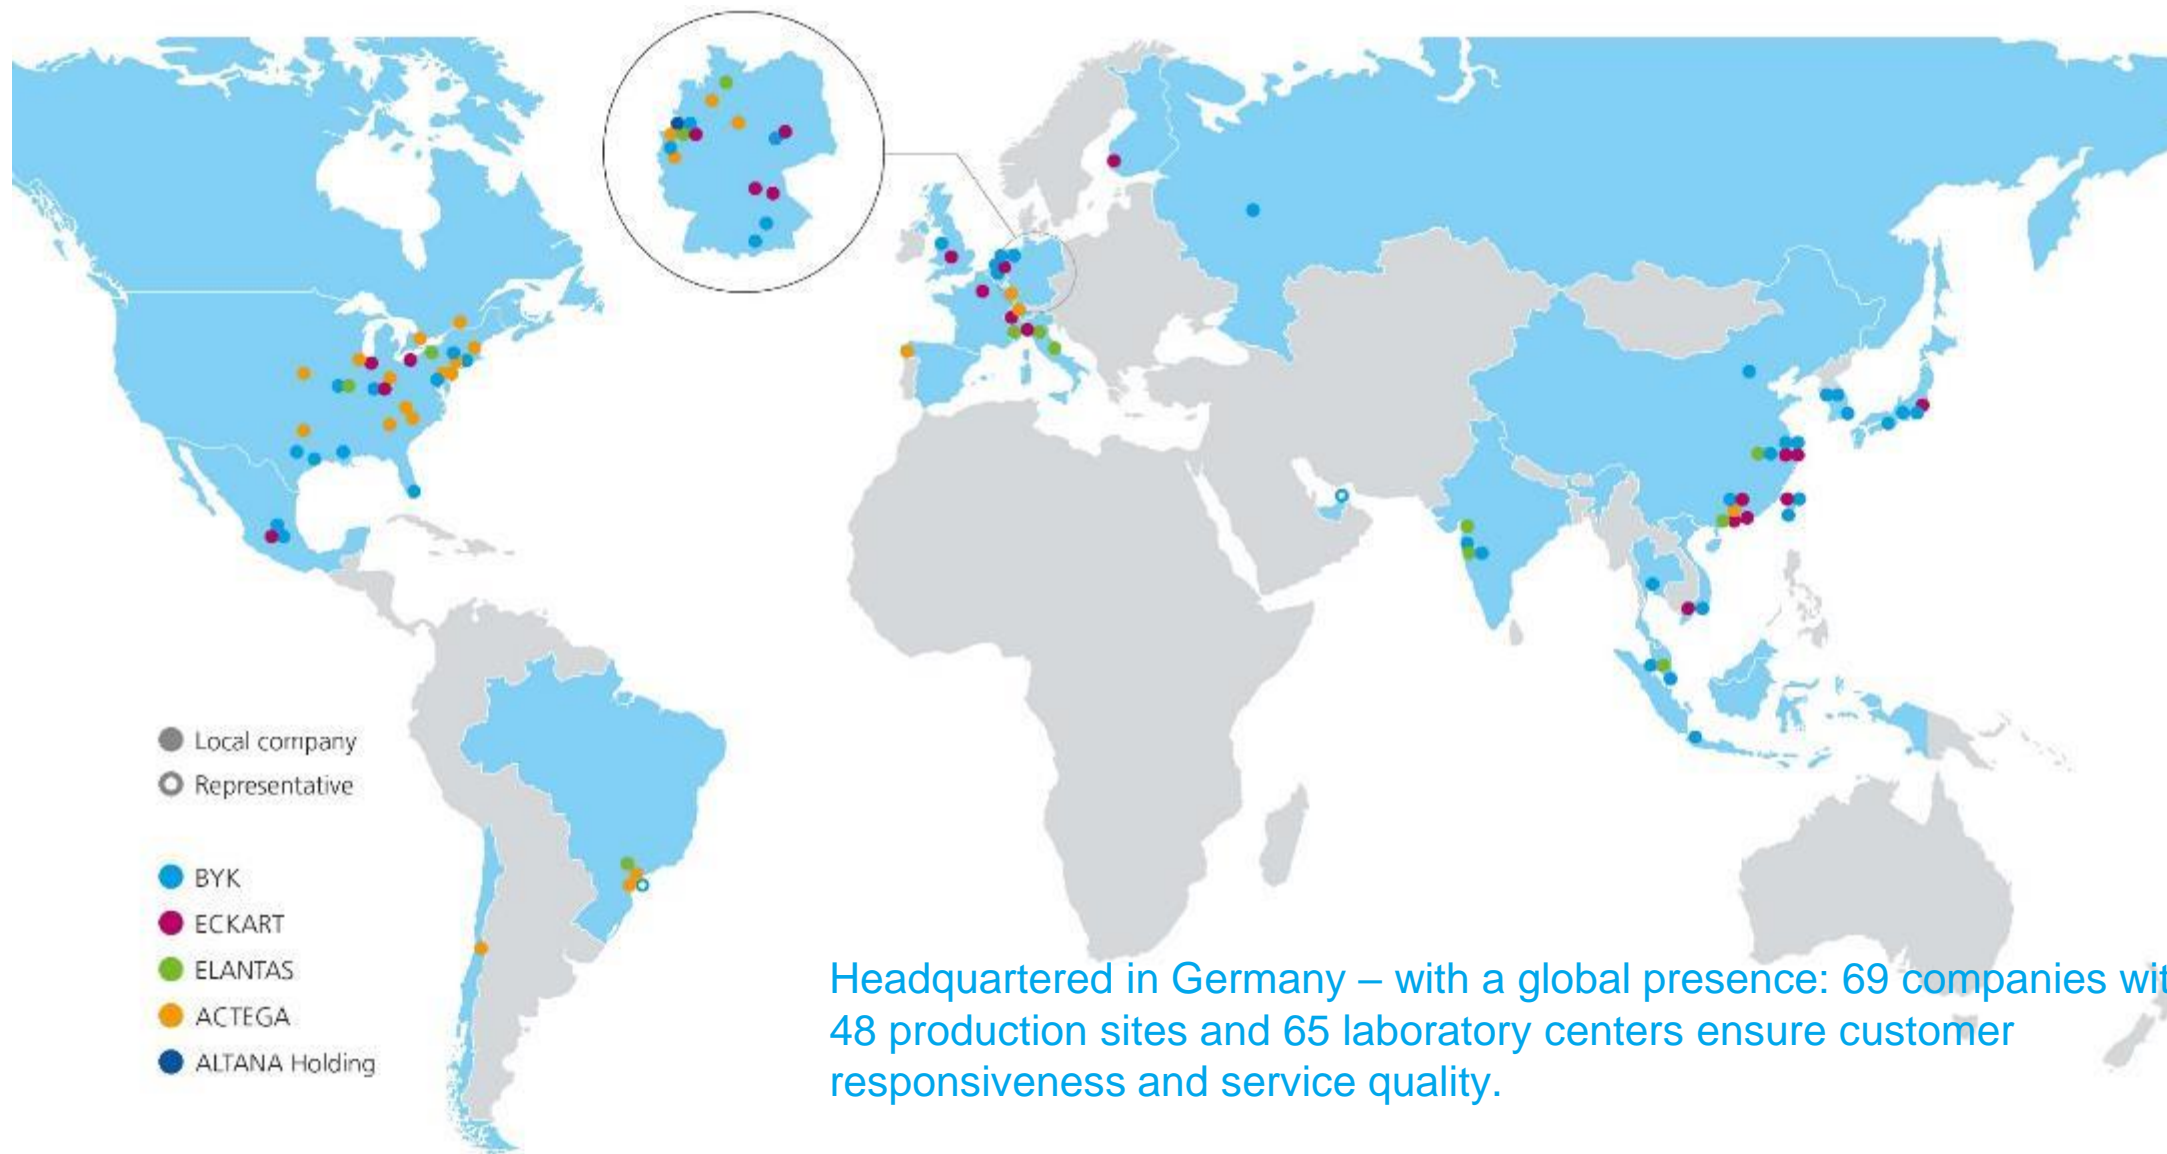 Local company
Representative
BYK
ECKART
ELANTAS
ACTEGA
ALTANA Holding
Headquartered in Germany – with a global presence: 69 companies wit
48 production sites and 65 laboratory centers ensure customer
responsiveness and service quality.